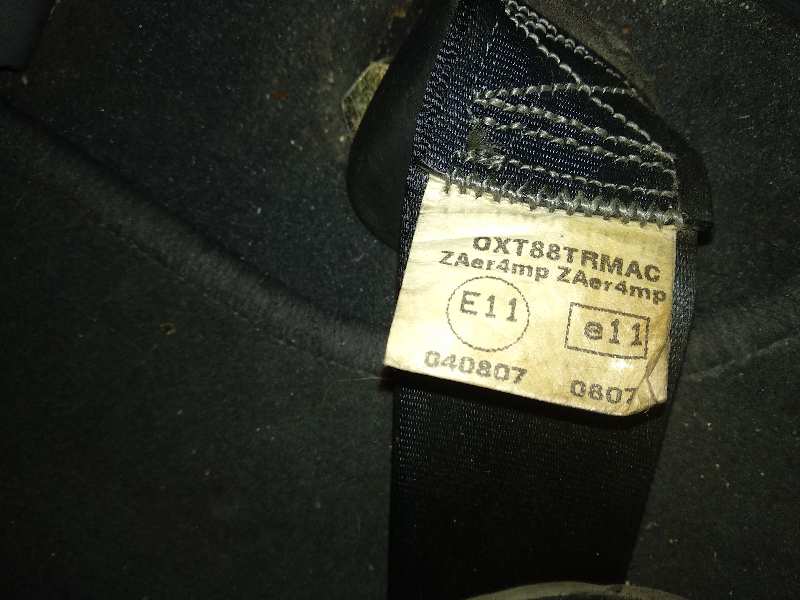 OXT88TRMAC
ZAer4mp ZAer4mp
E11 e11
040807 0807